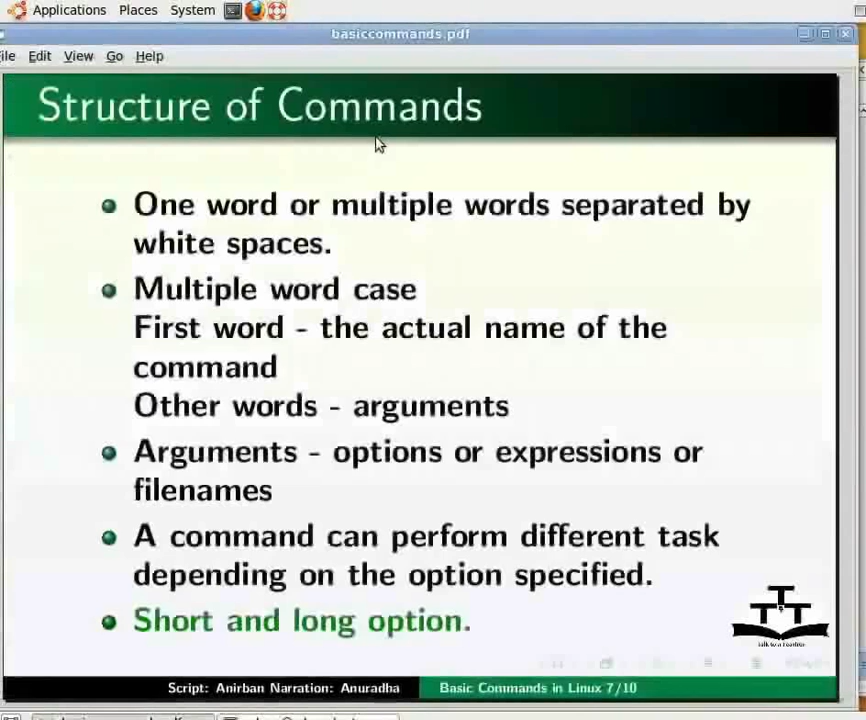 Applications Places System
basiccommands.pdf
ile Edit View Go Help
Structure of Commands
One word or multiple words separated by
white spaces.
Multiple word case
First word - the actual name of the
command
Other words - arguments
Arguments - options or expressions or
filenames
A command can perform different task
depending on the option specified.
Short and long option.
T
T T
Talk to a Teacher
Script: Anirban Narration: Anuradha
Basic Commands in Linux 7/10